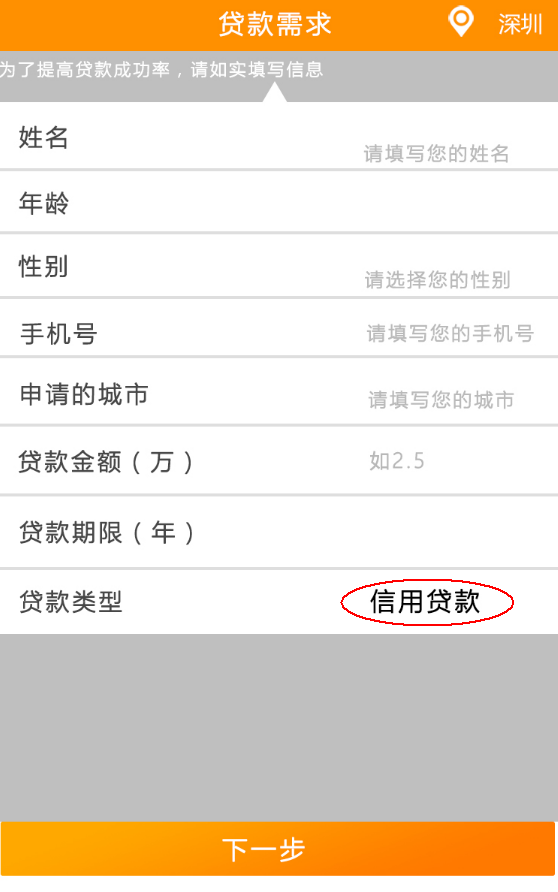 贷款需求 深圳
为了提高贷款成功率，请如实填写信息
姓名 请填写您的姓名
年龄
性别 请选择您的性别
手机号 请填写您的手机号
申请的城市 请填写您的城市
贷款金额（万） 如2.5
贷款期限（年）
贷款类型 信用贷款
下一步